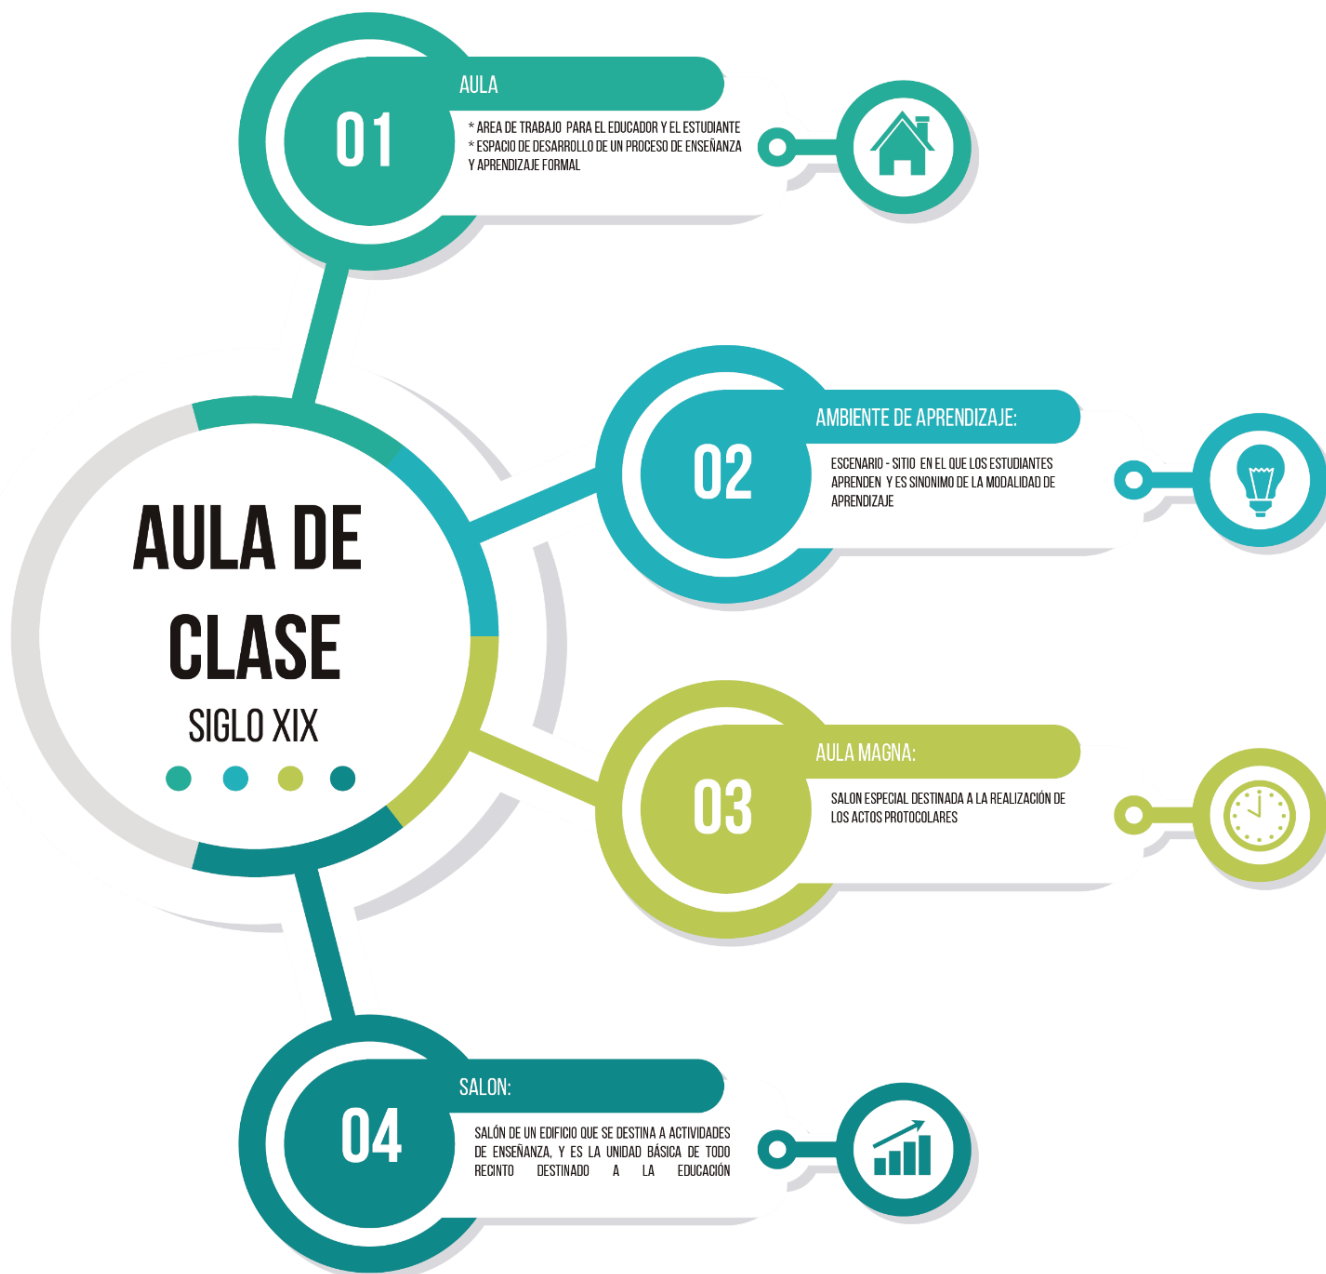 01
AULA
* AREA DE TRABAJO PARA EL EDUCADOR Y EL ESTUDIANTE
* ESPACIO DE DESARROLLO DE UN PROCESO DE ENSEÑANZA
Y APRENDIZAJE FORMAL
AULA DE
CLASE
SIGLO XIX
02
AMBIENTE DE APRENDIZAJE:
ESCENARIO - SITIO EN EL QUE LOS ESTUDIANTES
APRENDEN Y ES SINONIMO DE LA MODALIDAD DE
APRENDIZAJE
03
AULA MAGNA:
SALON ESPECIAL DESTINADA A LA REALIZACIÓN DE
LOS ACTOS PROTOCOLARES
04
SALON:
SALÓN DE UN EDIFICIO QUE SE DESTINA A ACTIVIDADES
DE ENSEÑANZA, Y ES LA UNIDAD BÁSICA DE TODO
RECINTO DESTINADO A LA EDUCACIÓN